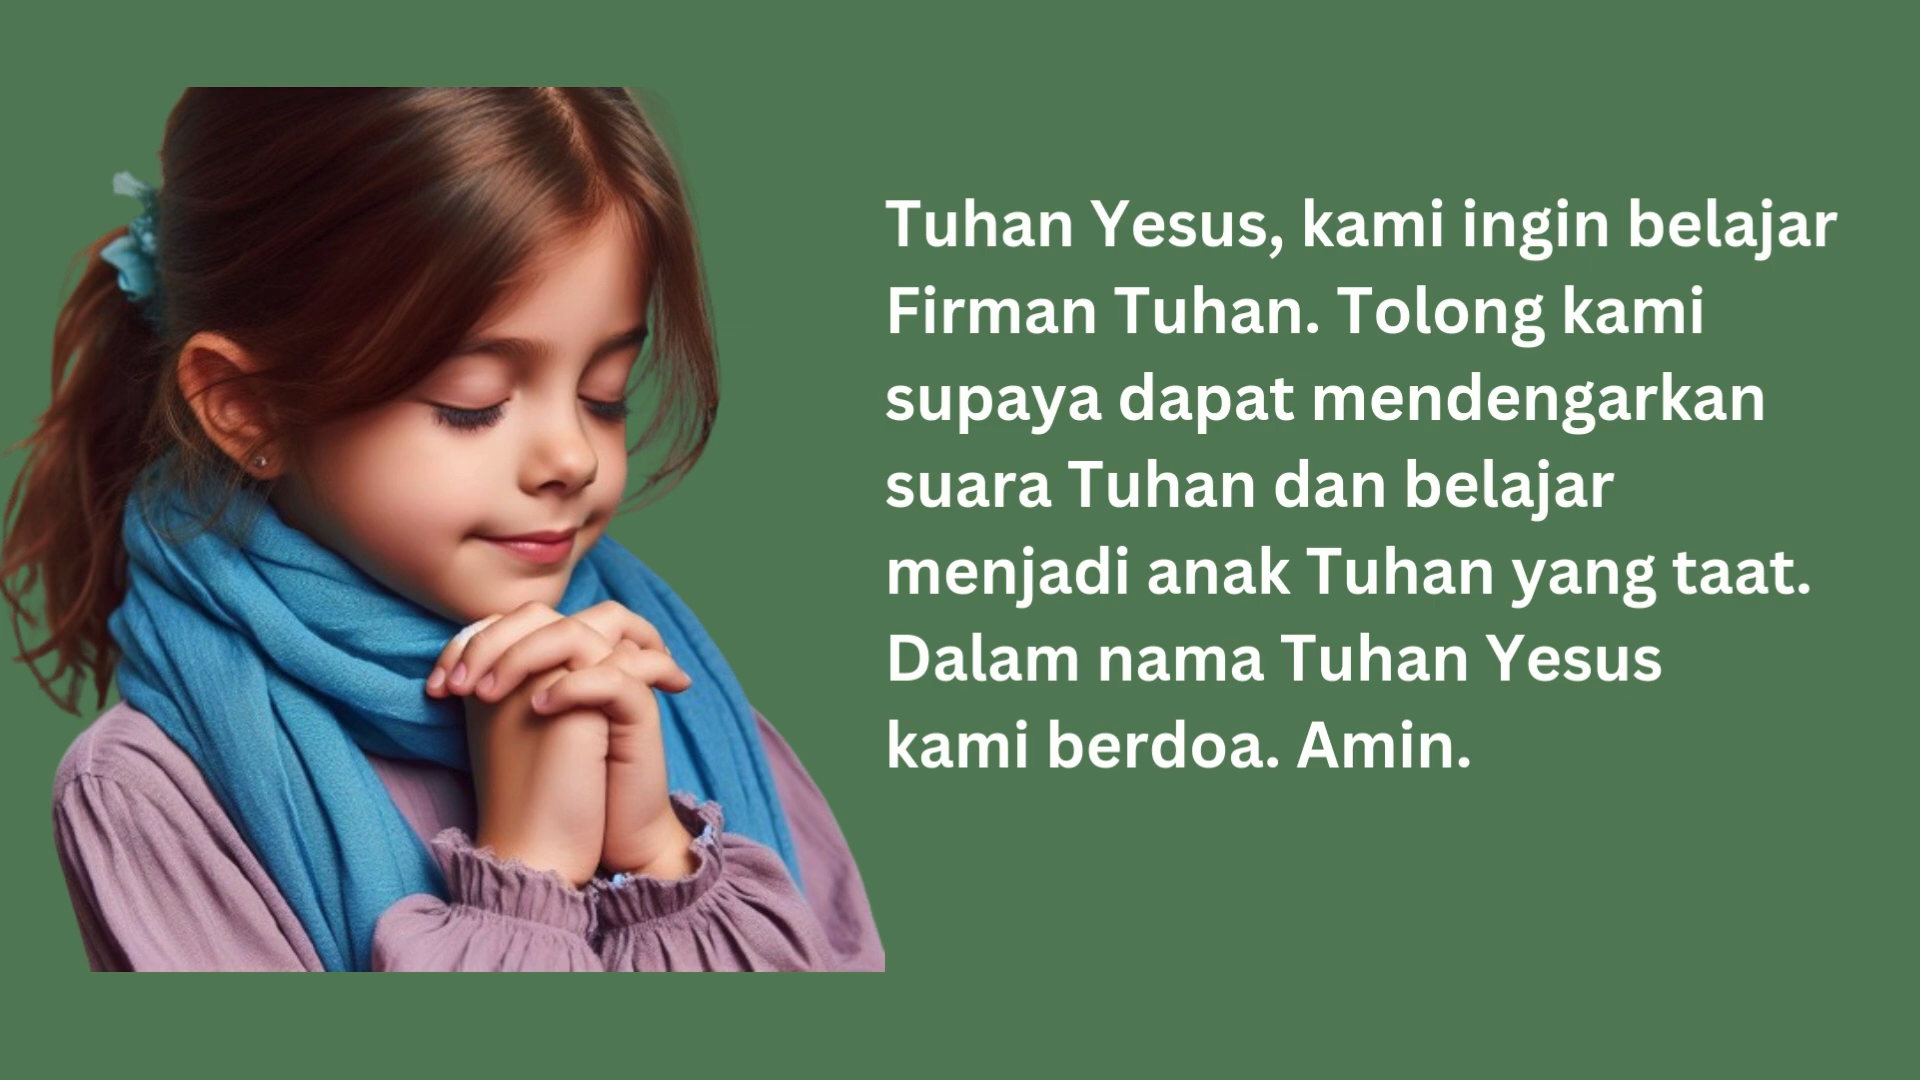 Tuhan Yesus, kami ingin belajar
Firman Tuhan. Tolong kami
supaya dapat mendengarkan
suara Tuhan dan belajar
menjadi anak Tuhan yang taat.
Dalam nama Tuhan Yesus
kami berdoa. Amin.